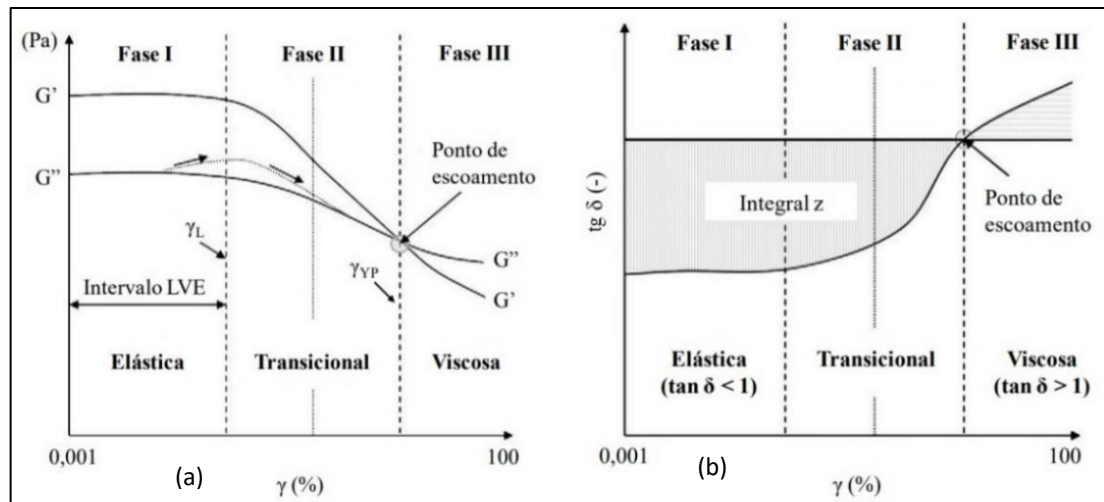 (Pa)
Fase I
Fase II
Fase III
G’
G’’
Ponto de
escoamento
γL
γYP
G’’
G’
Intervalo LVE
Elástica
Transicional
Viscosa
0,001
(a)
100
γ (%)
Fase I
Fase II
Fase III
tg δ (-)
Integral z
Ponto de
escoamento
Elástica
(tan δ < 1)
Transicional
Viscosa
(tan δ > 1)
0,001
(b)
100
γ (%)